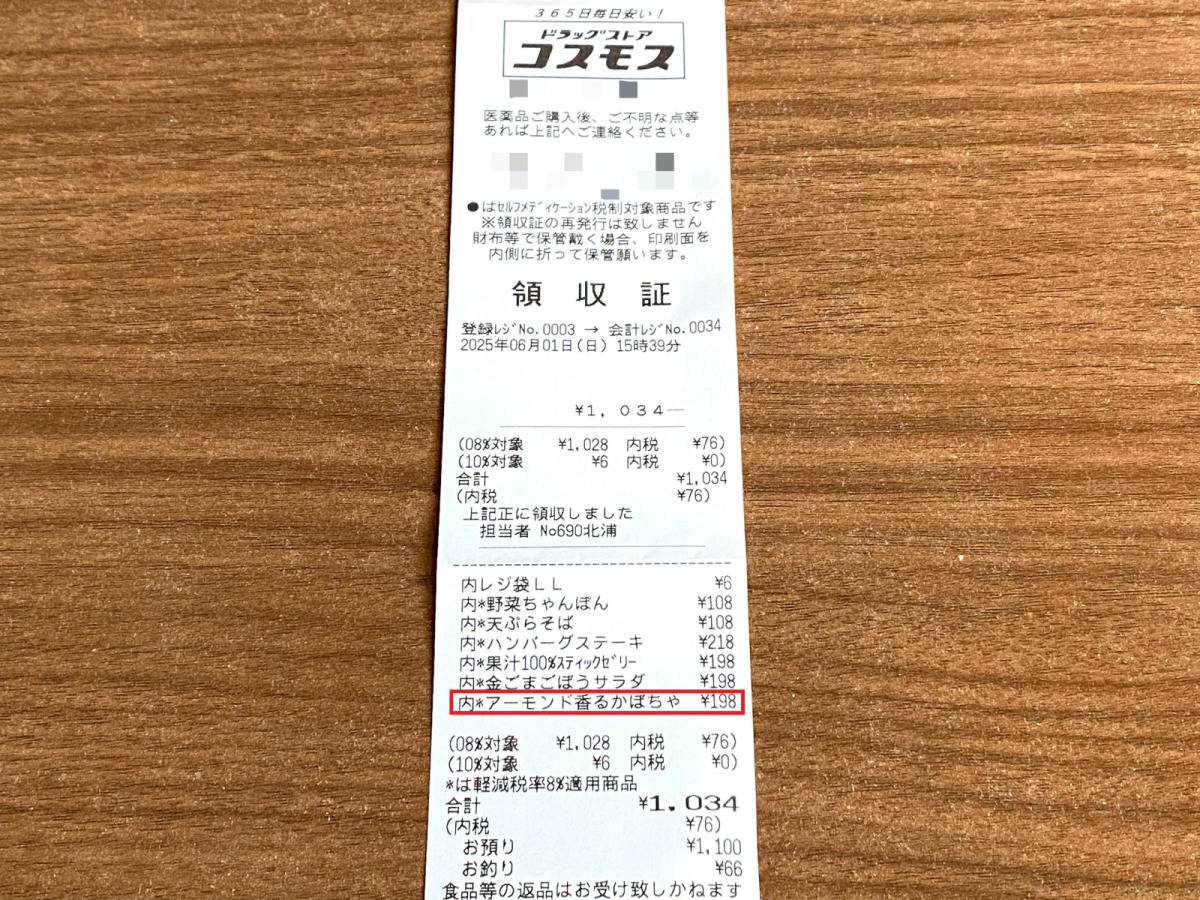 365日毎日安い!
ドラッグストア
コスモス
医薬品ご購入後、ご不明な点等
あれば上記へご連絡ください。
●はセルフメディケーション税制対象商品です
※領収証の再発行は致しません
財布等で保管戴く場合、印刷面を
内側に折って保管願います。
領 収 証
登録レジNo.0003 → 会計レジNo.0034
2025年06月01日(日) 15時39分
¥1,034―
(08%対象 ¥1,028 内税 ¥76)
(10%対象 ¥6 内税 ¥0)
合計 ¥1,034
(内税 ¥76)
上記正に領収しました
担当者 No690北浦
内レジ袋LL ¥6
内*野菜ちゃんぽん ¥108
内*天ぷらそば ¥108
内*ハンバーグステーキ ¥218
内*果汁100%スティックゼリー ¥198
内*金ごまごぼうサラダ ¥198
内*アーモンド香るかぼちゃ ¥198
(08%対象 ¥1,028 内税 ¥76)
(10%対象 ¥6 内税 ¥0)
*は軽減税率8%適用商品
合計 ¥1,034
(内税 ¥76)
お預り ¥1,100
お釣り ¥66
食品等の返品はお受け致しかねます